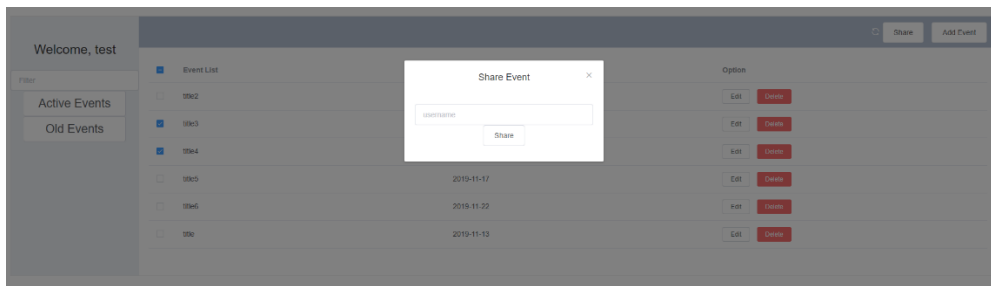 Welcome, test
Share
Add Event
Filter
Active Events
Old Events
Event List
Option
title2
Edit
Delete
title3
Edit
Delete
title4
Edit
Delete
title5
2019-11-17
Edit
Delete
title6
2019-11-22
Edit
Delete
title
2019-11-13
Edit
Delete
Share Event
username
Share